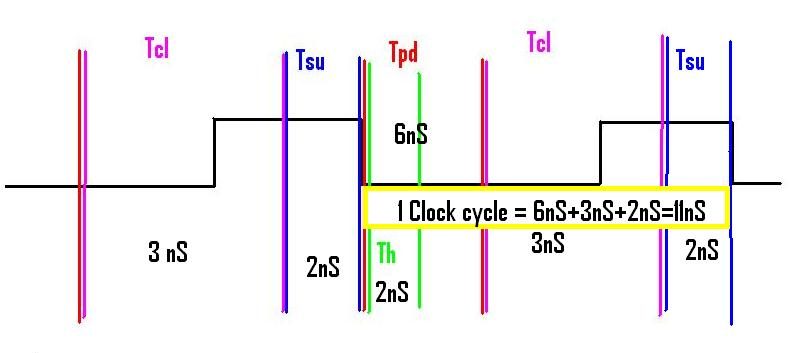 Tcl
Tsu
Tpd
Tcl
Tsu
6nS
1 Clock cycle = 6nS+3nS+2nS=11nS
3 nS
2nS
Th
2nS
3nS
2nS